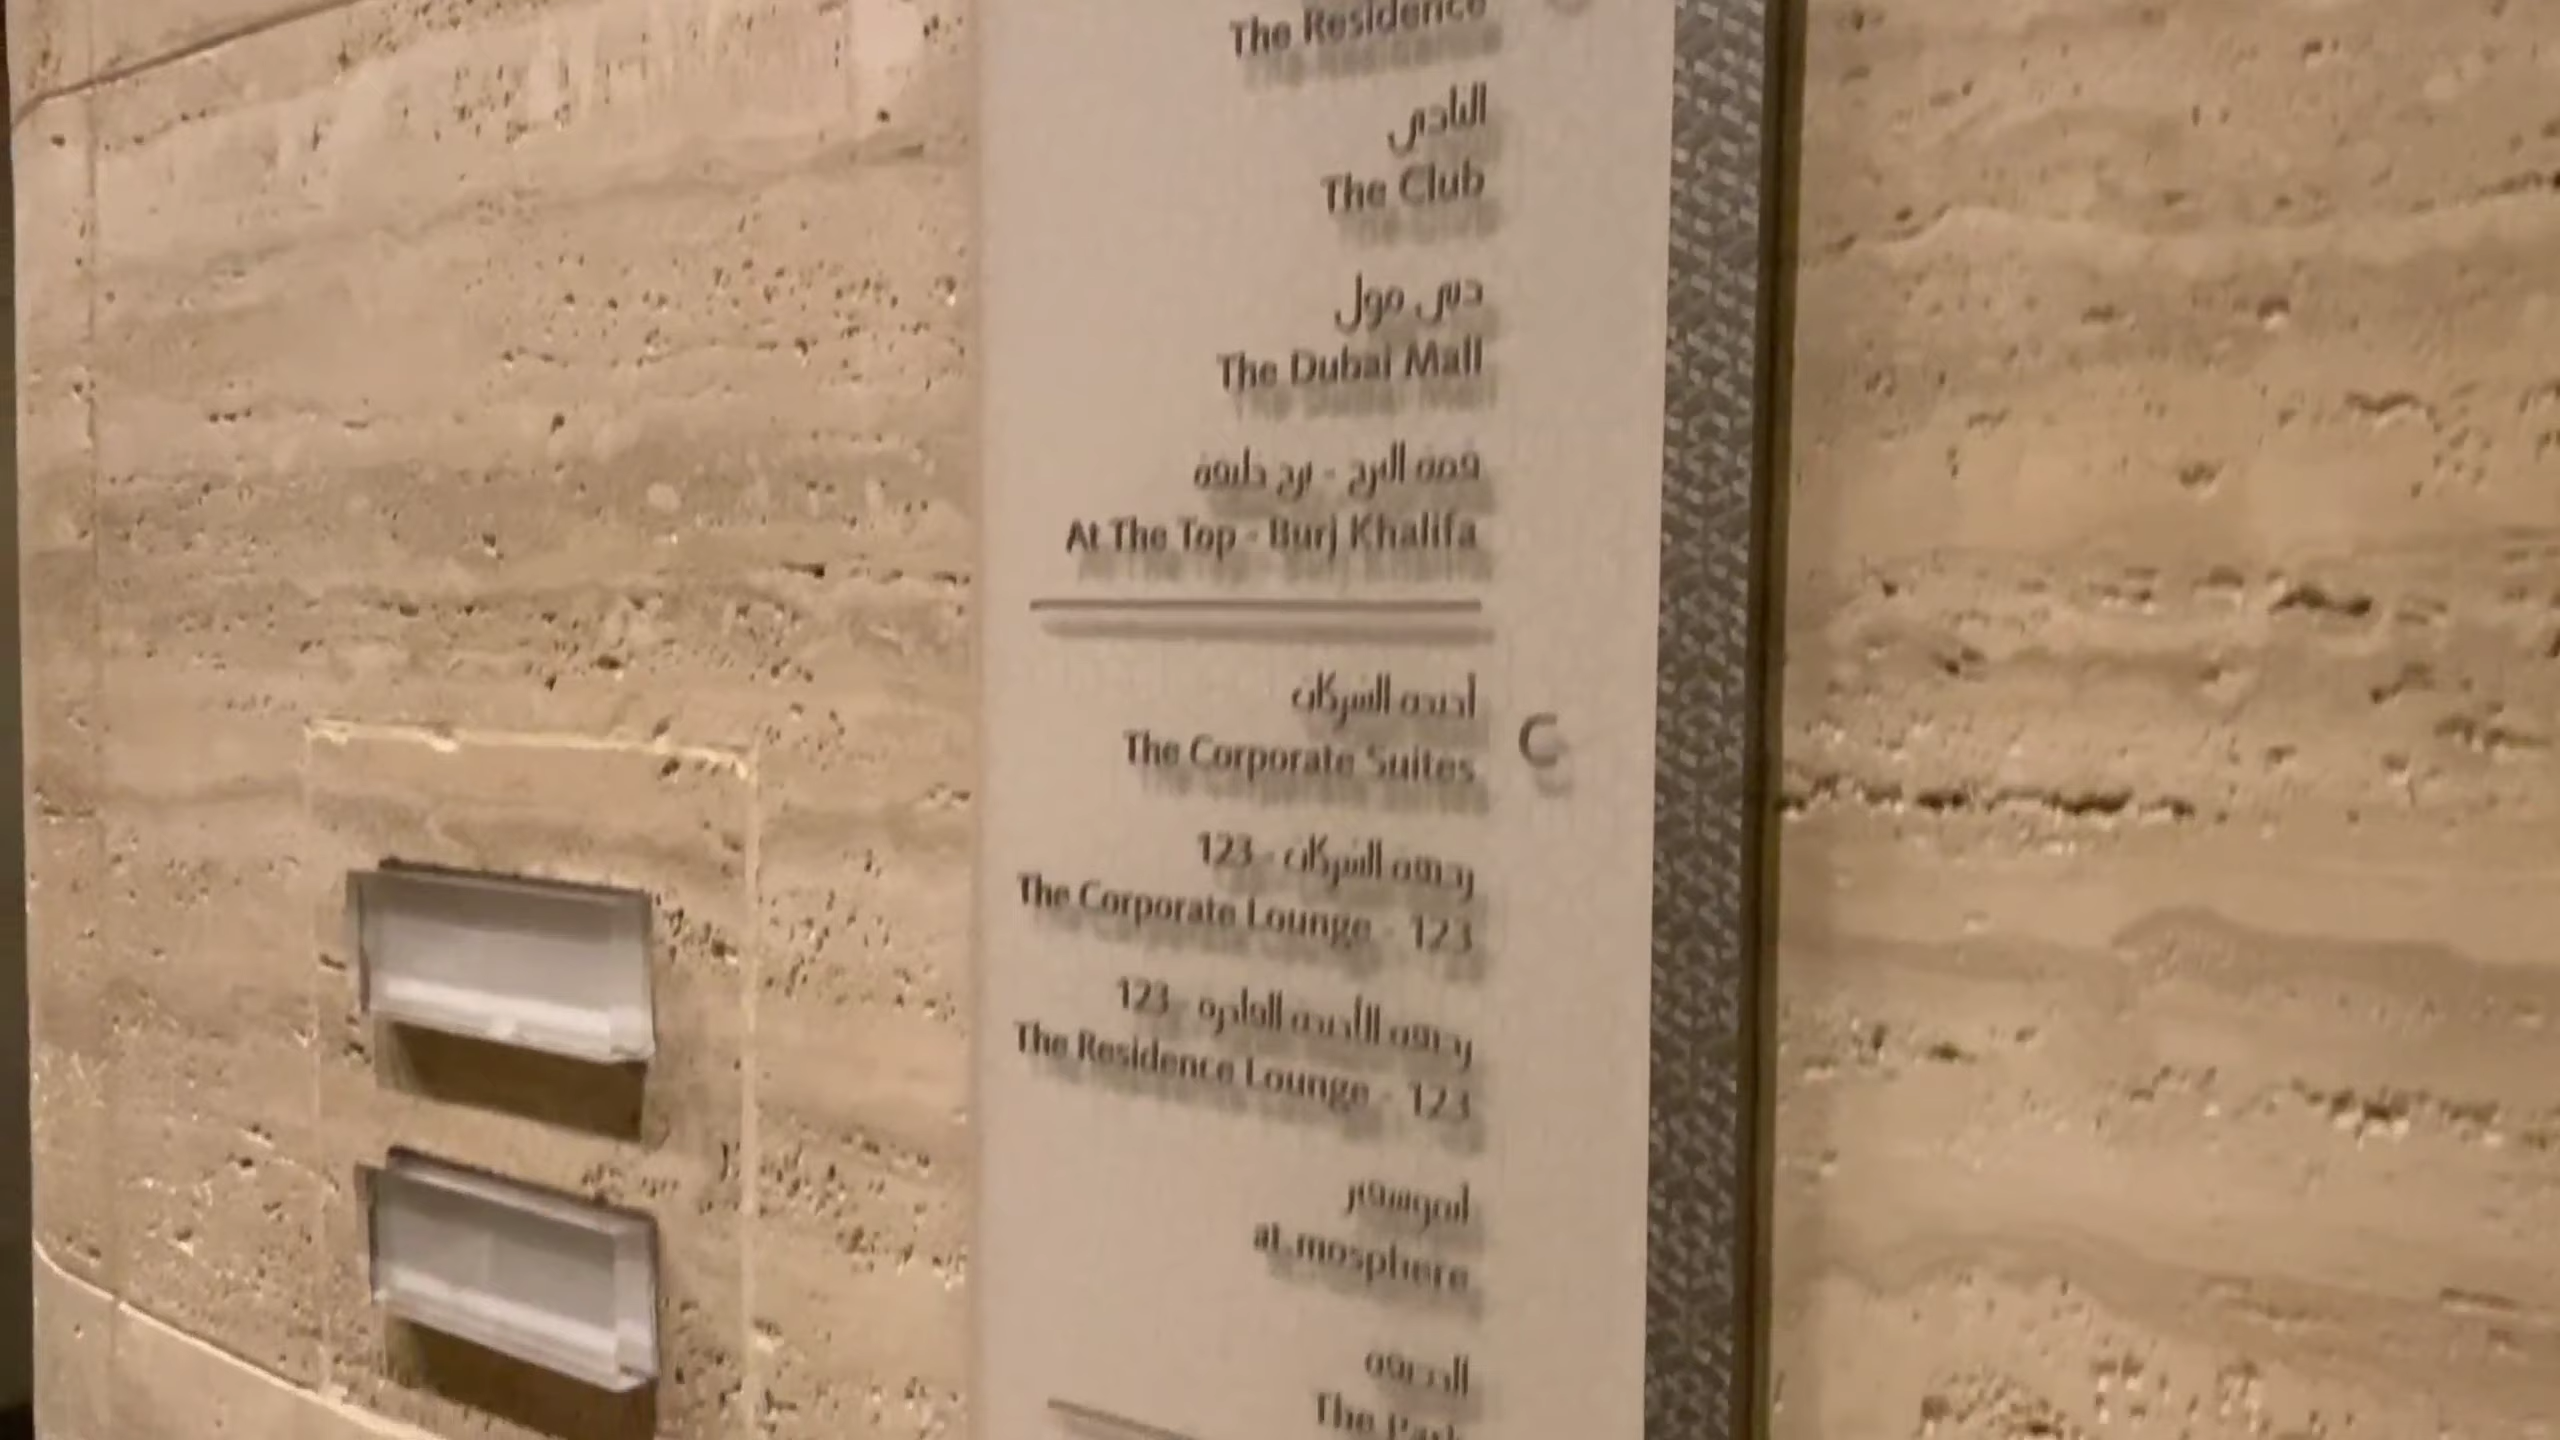 The Residence
النادي
The Club
دبي مول
The Dubai Mall
قمة البرج - برج خليفة
At The Top - Burj Khalifa
أجنحة الشركات
The Corporate Suites
C
ردهة الشركات - 123
The Corporate Lounge - 123
ردهة الأجنحة الفاخرة - 123
The Residence Lounge - 123
أتموسفير
at.mosphere
الحديقة
The Park